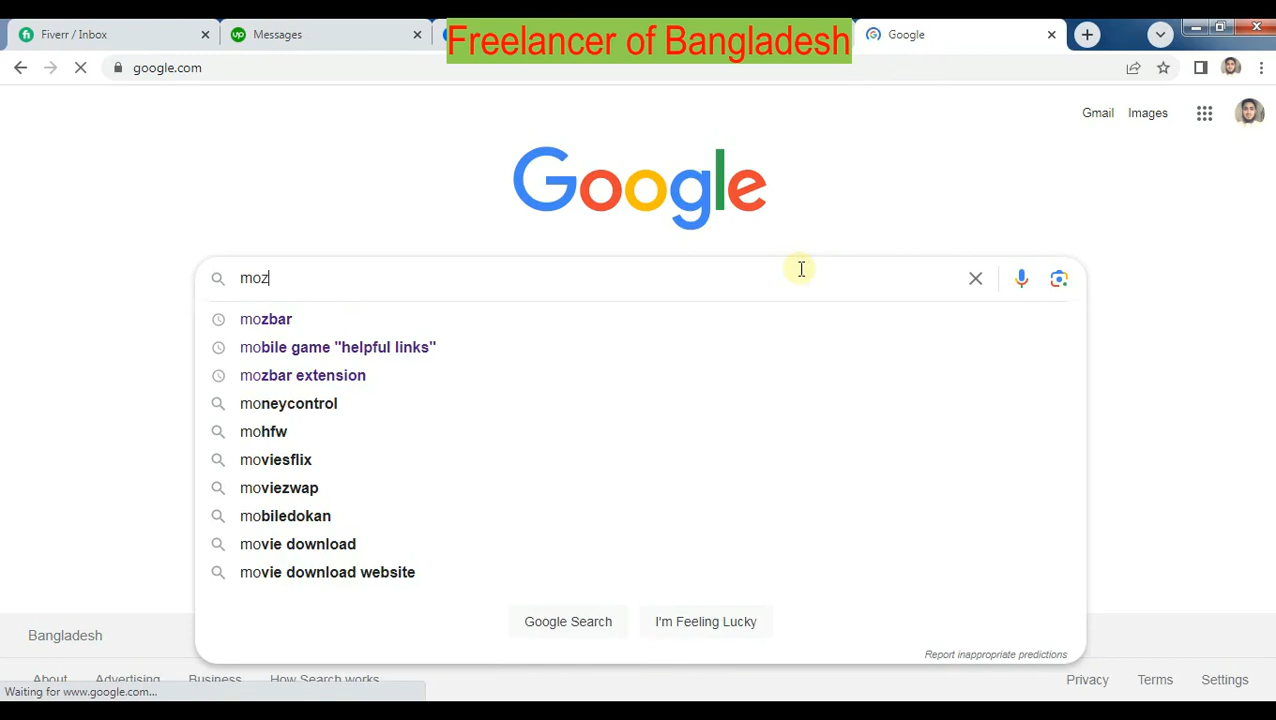 Fiverr / Inbox
Messages
Freelancer of Bangladesh
Google
google.com
Gmail
Images
Google
moz
mozbar
mobile game "helpful links"
mozbar extension
moneycontrol
mohfw
moviesflix
moviezwap
mobiledokan
movie download
movie download website
Google Search
I'm Feeling Lucky
Bangladesh
Report inappropriate predictions
About
Advertising
Business
How Search works
Privacy
Terms
Settings
Waiting for www.google.com...